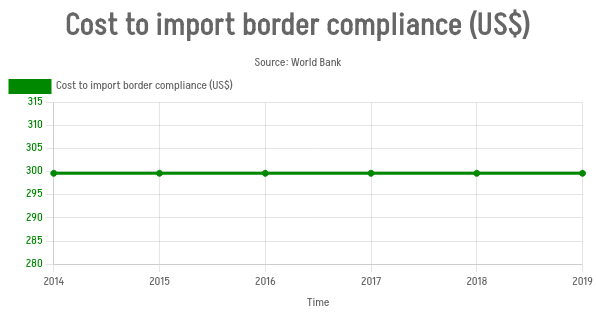 Cost to import border compliance (US$)
Source: World Bank
Cost to import border compliance (US$)
315
310
305
300
295
290
285
280
2014 2015 2016 2017 2018 2019
Time